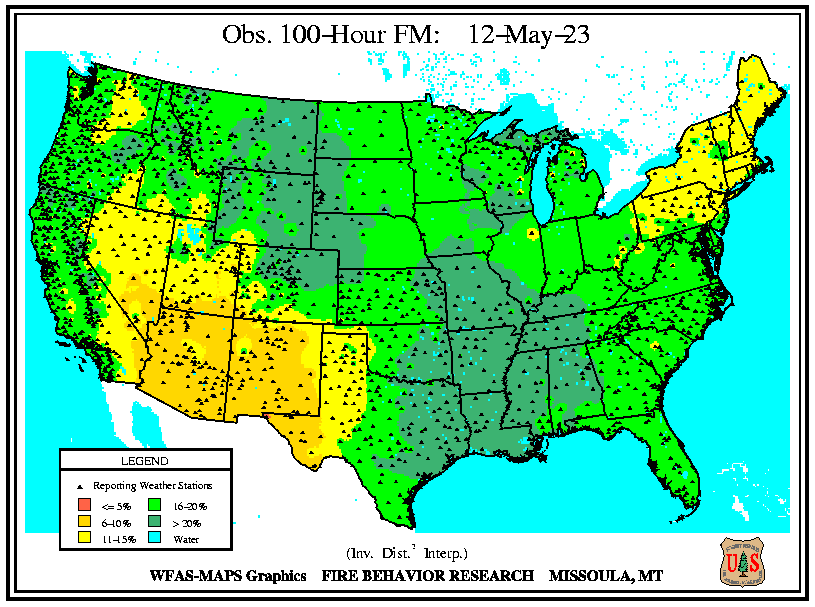 Obs. 100-Hour FM: 12-May-23
LEGEND
Reporting Weather Stations
<= 5% 16-20%
6-10% > 20%
11-15% Water
(Inv. Dist.² Interp.)
WFAS-MAPS Graphics FIRE BEHAVIOR RESEARCH MISSOULA, MT
U S